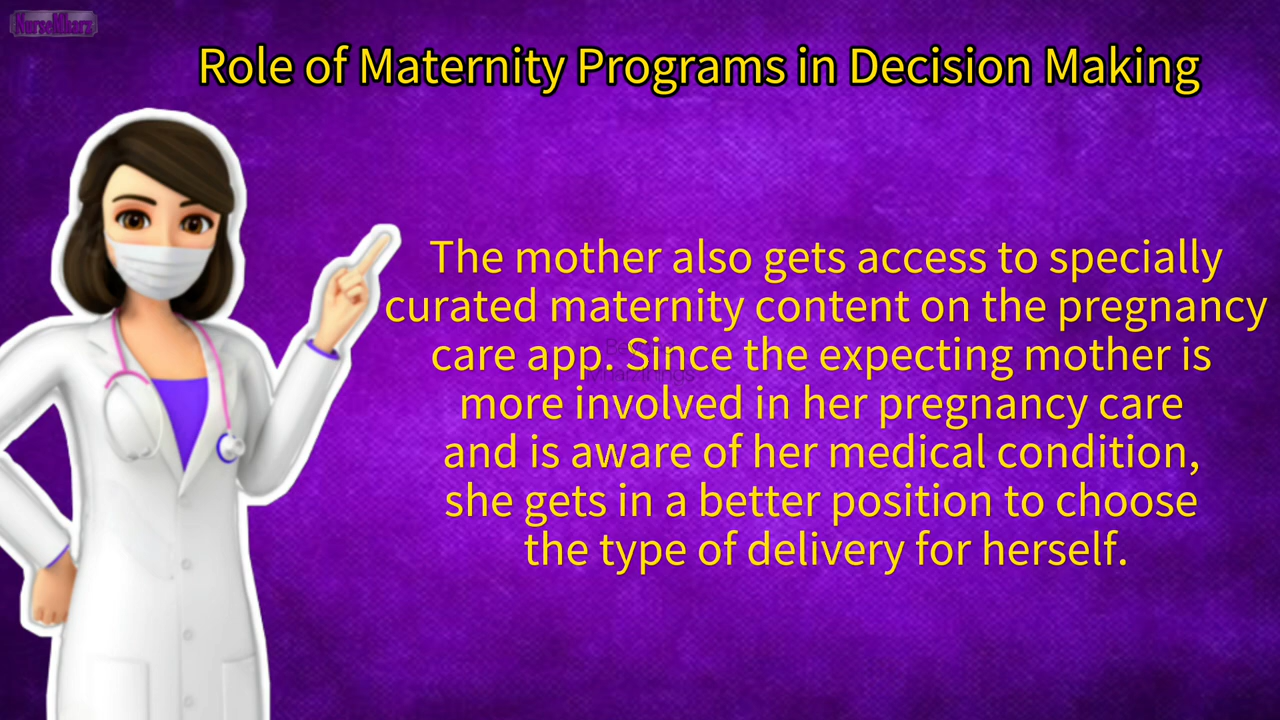 NurseMharz
Role of Maternity Programs in Decision Making
The mother also gets access to specially
curated maternity content on the pregnancy
care app. Since the expecting mother is
more involved in her pregnancy care
and is aware of her medical condition,
she gets in a better position to choose
the type of delivery for herself.